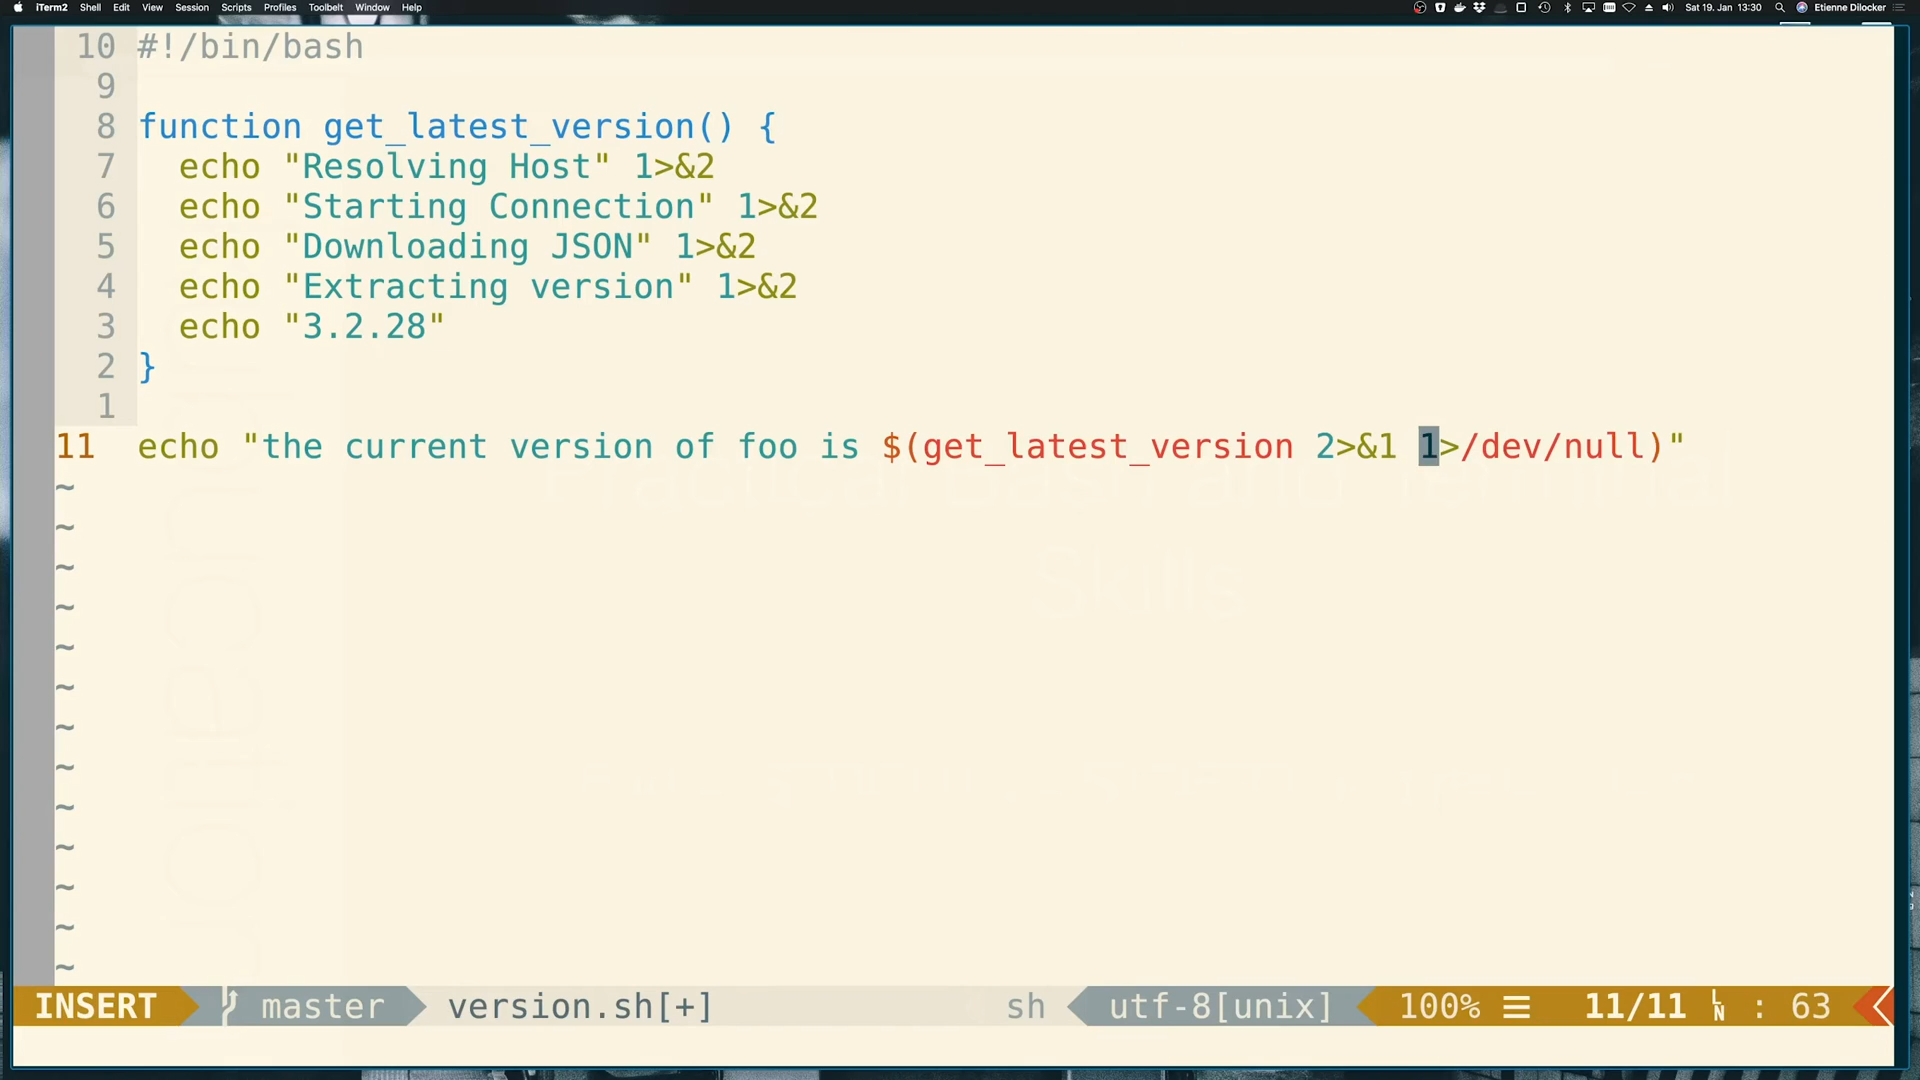 iTerm2 Shell Edit View Session Scripts Profiles Toolbelt Window Help Sat 19. Jan 13:30 Etienne Dilocker
10 #!/bin/bash
9
8 function get_latest_version() {
7 echo "Resolving Host" 1>&2
6 echo "Starting Connection" 1>&2
5 echo "Downloading JSON" 1>&2
4 echo "Extracting version" 1>&2
3 echo "3.2.28"
2 }
1
11 echo "the current version of foo is $(get_latest_version 2>&1 1>/dev/null)"
~
~
~
Skills
~
~
~
~
~
~
~
~
~
~
INSERT master version.sh[+] sh utf-8[unix] 100% ☰ 11/11 LN : 63